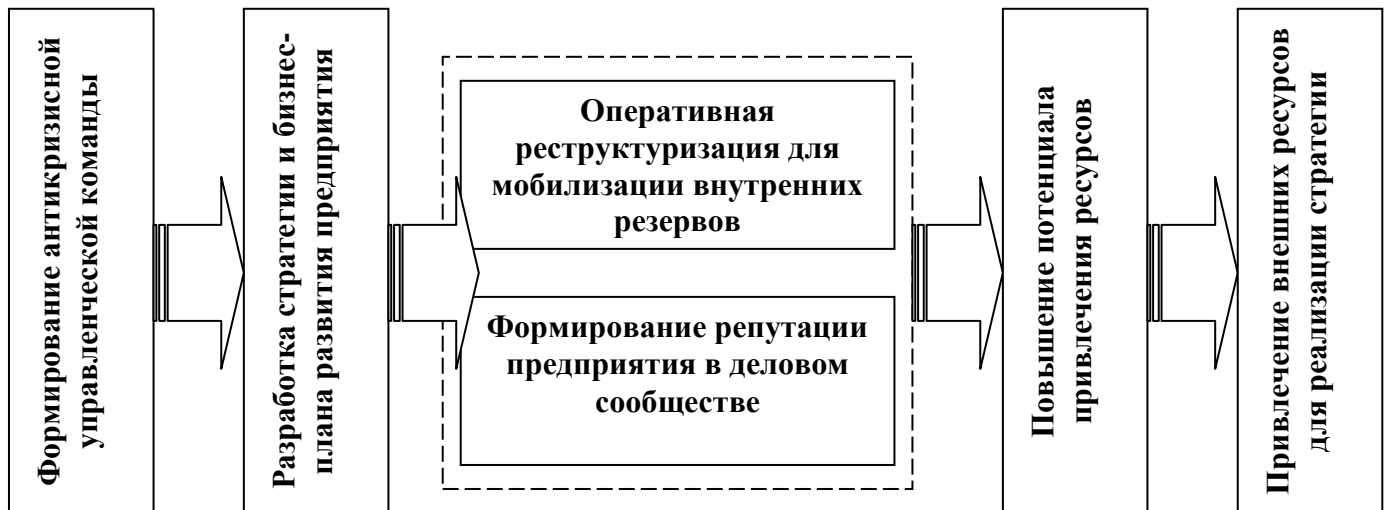 Формирование антикризисной
управленческой команды
Разработка стратегии и бизнес-
плана развития предприятия
Оперативная
реструктуризация для
мобилизации внутренних
резервов
Формирование репутации
предприятия в деловом
сообществе
Повышение потенциала
привлечения ресурсов
Привлечение внешних ресурсов
для реализации стратегии